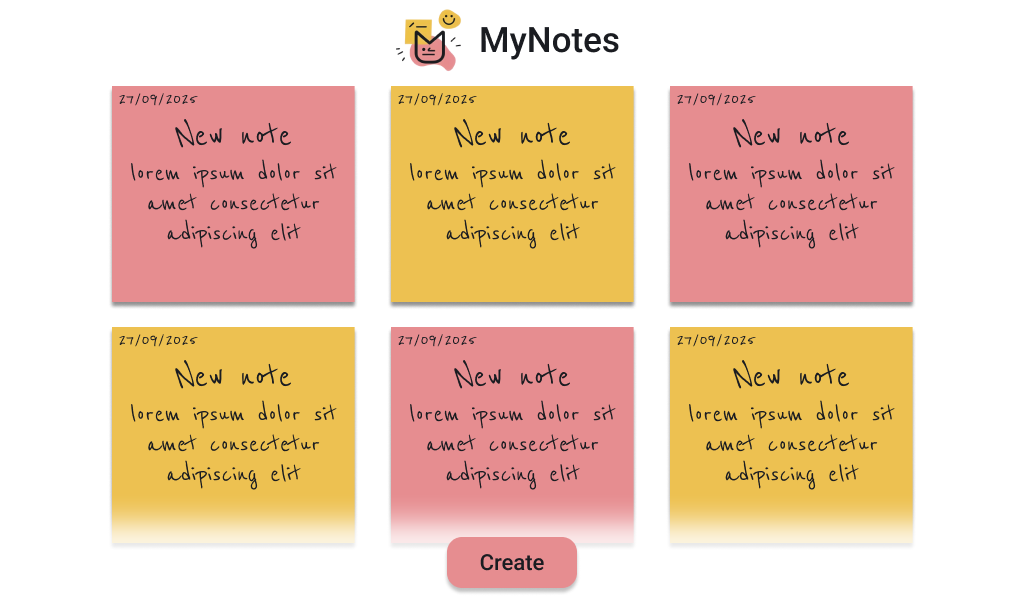 MyNotes
27/09/2025
New note
lorem ipsum dolor sit
amet consectetur
adipiscing elit
27/09/2025
New note
lorem ipsum dolor sit
amet consectetur
adipiscing elit
27/09/2025
New note
lorem ipsum dolor sit
amet consectetur
adipiscing elit
27/09/2025
New note
lorem ipsum dolor sit
amet consectetur
adipiscing elit
27/09/2025
New note
lorem ipsum dolor sit
amet consectetur
adipiscing elit
27/09/2025
New note
lorem ipsum dolor sit
amet consectetur
adipiscing elit
Create